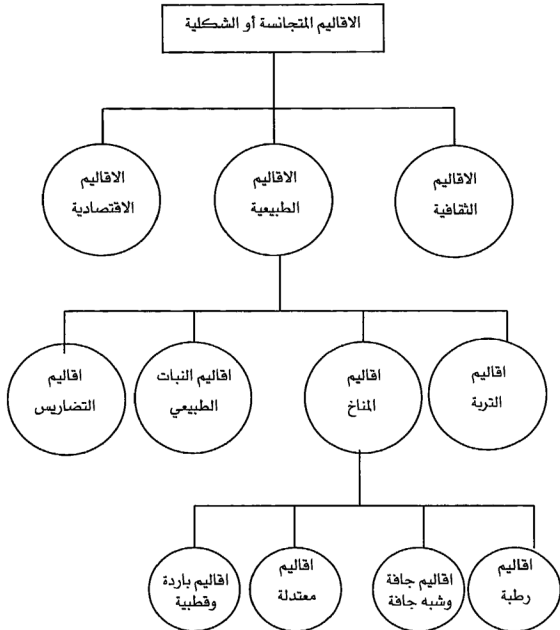 الاقاليم المتجانسة أو الشكلية
الاقاليم
الثقافية
الاقاليم
الطبيعية
الاقاليم
الاقتصادية
اقاليم
التربة
اقاليم
المناخ
اقاليم النبات
الطبيعي
اقاليم
التضاريس
اقاليم
رطبة
اقاليم جافة
وشبه جافة
اقاليم
معتدلة
اقاليم باردة
وقطبية